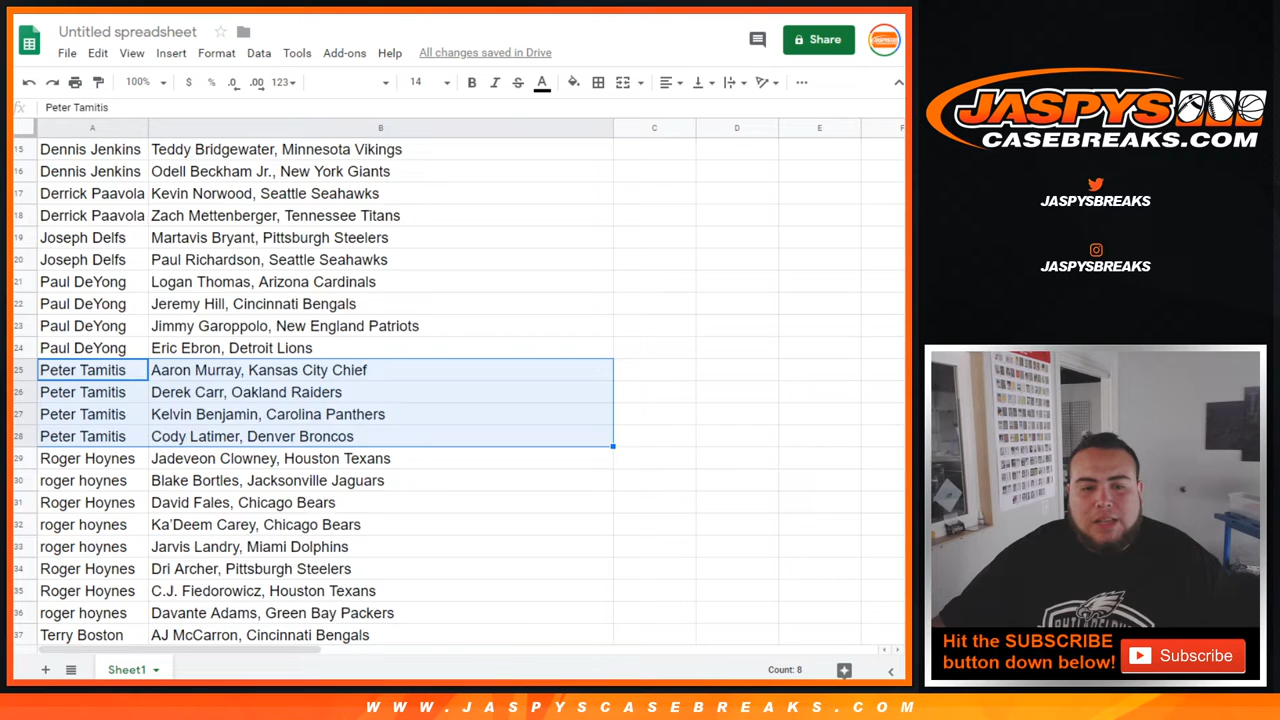 Untitled spreadsheet
File Edit View Insert Format Data Tools Add-ons Help All changes saved in Drive
Share
100% $ % .0 .00 123 14 B I S A
fx Peter Tamitis
A B C D E F
15 Dennis Jenkins Teddy Bridgewater, Minnesota Vikings
16 Dennis Jenkins Odell Beckham Jr., New York Giants
17 Derrick Paavola Kevin Norwood, Seattle Seahawks
18 Derrick Paavola Zach Mettenberger, Tennessee Titans
19 Joseph Delfs Martavis Bryant, Pittsburgh Steelers
20 Joseph Delfs Paul Richardson, Seattle Seahawks
21 Paul DeYong Logan Thomas, Arizona Cardinals
22 Paul DeYong Jeremy Hill, Cincinnati Bengals
23 Paul DeYong Jimmy Garoppolo, New England Patriots
24 Paul DeYong Eric Ebron, Detroit Lions
25 Peter Tamitis Aaron Murray, Kansas City Chief
26 Peter Tamitis Derek Carr, Oakland Raiders
27 Peter Tamitis Kelvin Benjamin, Carolina Panthers
28 Peter Tamitis Cody Latimer, Denver Broncos
29 Roger Hoynes Jadeveon Clowney, Houston Texans
30 roger hoynes Blake Bortles, Jacksonville Jaguars
31 Roger Hoynes David Fales, Chicago Bears
32 roger hoynes Ka'Deem Carey, Chicago Bears
33 roger hoynes Jarvis Landry, Miami Dolphins
34 Roger Hoynes Dri Archer, Pittsburgh Steelers
35 Roger Hoynes C.J. Fiedorowicz, Houston Texans
36 roger hoynes Davante Adams, Green Bay Packers
37 Terry Boston AJ McCarron, Cincinnati Bengals
Sheet1 Count: 8
JASPYS
CASEBREAKS.COM
JASPYSBREAKS
JASPYSBREAKS
Hit the SUBSCRIBE
button down below!
Subscribe
WWW.JASPYSCASEBREAKS.COM